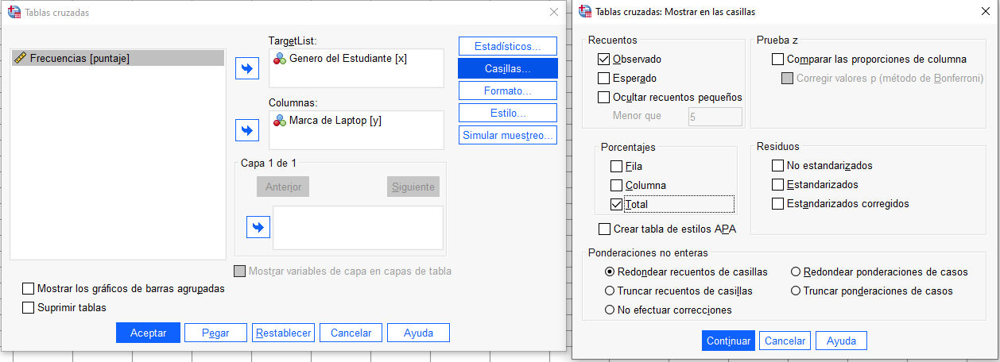 Tablas cruzadas
Frecuencias [puntaje]
TargetList:
Genero del Estudiante [x]
Columnas:
Marca de Laptop [y]
Capa 1 de 1
Anterior
Siguiente
Mostrar variables de capa en capas de tabla
Estadísticos...
Casillas...
Formato...
Estilo...
Simular muestreo...
Mostrar los gráficos de barras agrupadas
Suprimir tablas
Aceptar
Pegar
Restablecer
Cancelar
Ayuda
Tablas cruzadas: Mostrar en las casillas
Recuentos
Observado
Esperado
Ocultar recuentos pequeños
Menor que
5
Prueba z
Comparar las proporciones de columna
Corregir valores p (método de Bonferroni)
Porcentajes
Fila
Columna
Total
Residuos
No estandarizados
Estandarizados
Estandarizados corregidos
Crear tabla de estilos APA
Ponderaciones no enteras
Redondear recuentos de casillas
Redondear ponderaciones de casos
Truncar recuentos de casillas
Truncar ponderaciones de casos
No efectuar correcciones
Continuar
Cancelar
Ayuda